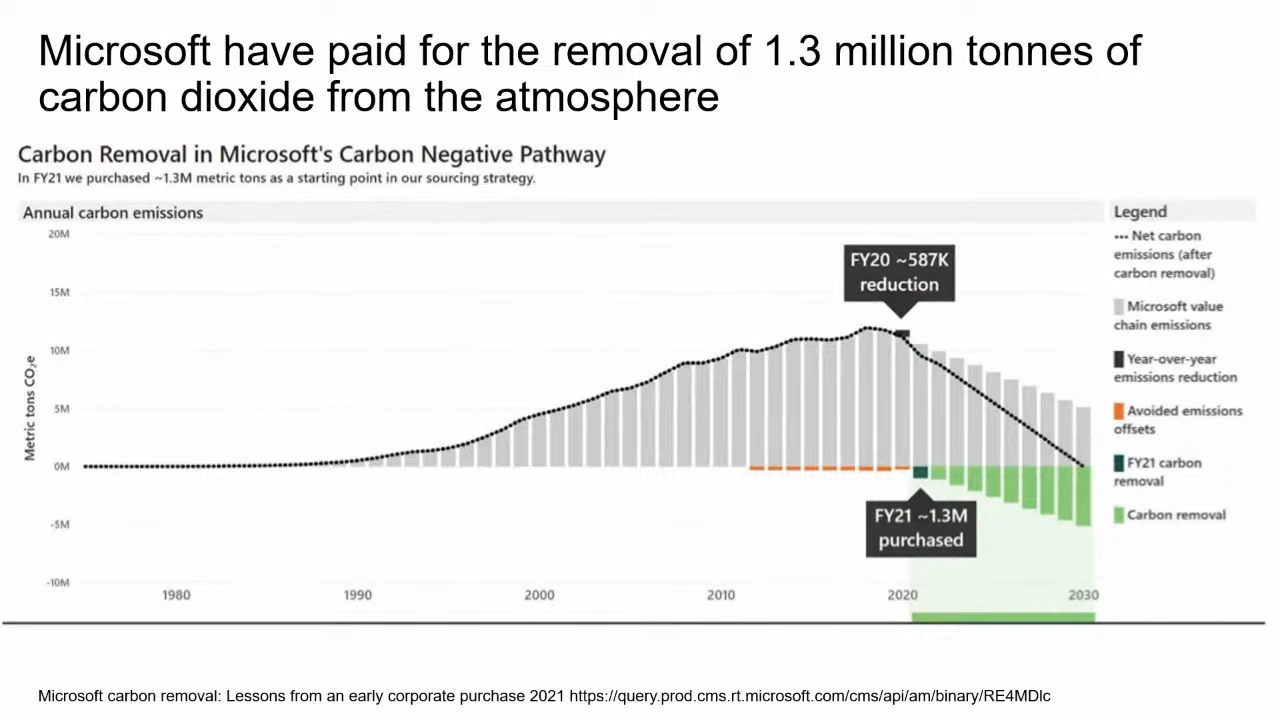 Microsoft have paid for the removal of 1.3 million tonnes of
carbon dioxide from the atmosphere
Carbon Removal in Microsoft's Carbon Negative Pathway
In FY21 we purchased ~1.3M metric tons as a starting point in our sourcing strategy.
Annual carbon emissions
Metric tons CO₂e
20M
15M
10M
5M
0M
-5M
-10M
FY20 ~587K
reduction
FY21 ~1.3M
purchased
1980
1990
2000
2010
2020
2030
Legend
Net carbon
emissions (after
carbon removal)
Microsoft value
chain emissions
Year-over-year
emissions reduction
Avoided emissions
offsets
FY21 carbon
removal
Carbon removal
Microsoft carbon removal: Lessons from an early corporate purchase 2021 https://query.prod.cms.rt.microsoft.com/cms/api/am/binary/RE4MDlc